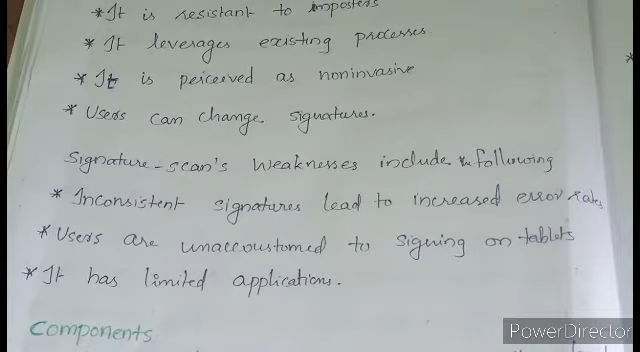 * It is resistant to imposters
* It leverages existing processes.
* It is perceived as noninvasive
* Users can change signatures.
Signature-scan's weaknesses include the following
* Inconsistent signatures lead to increased error rates
* Users are unaccustomed to signing on tablets
* It has limited applications.
Components
PowerDirector